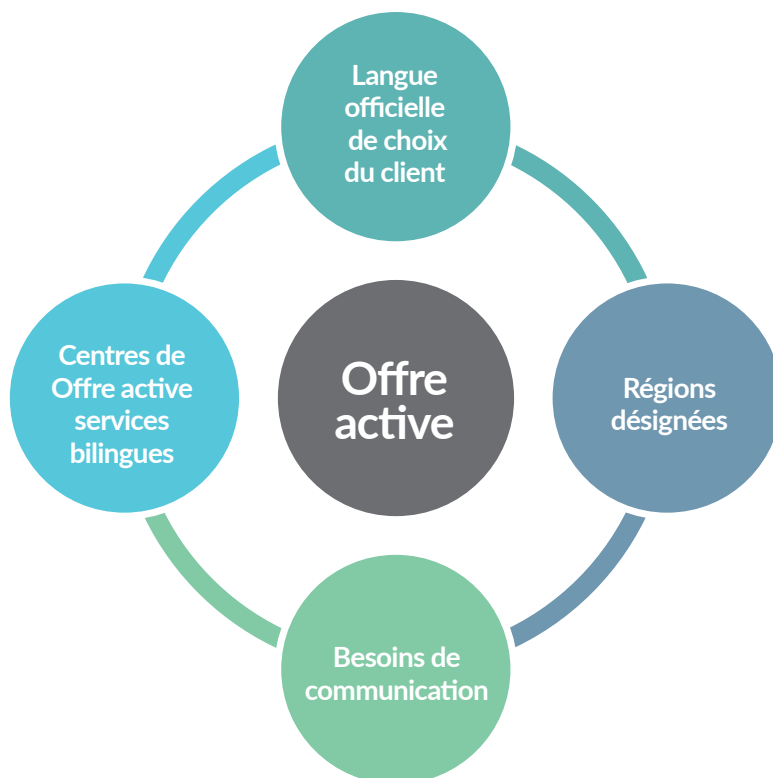 Langue
officielle
de choix
du client
Centres de
Offre active
services
bilingues
Offre
active
Régions
désignées
Besoins de
communication